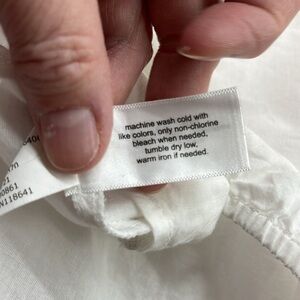 machine wash cold with
like colors, only non-chlorine
bleach when needed,
tumble dry low,
warm iron if needed.
N118641